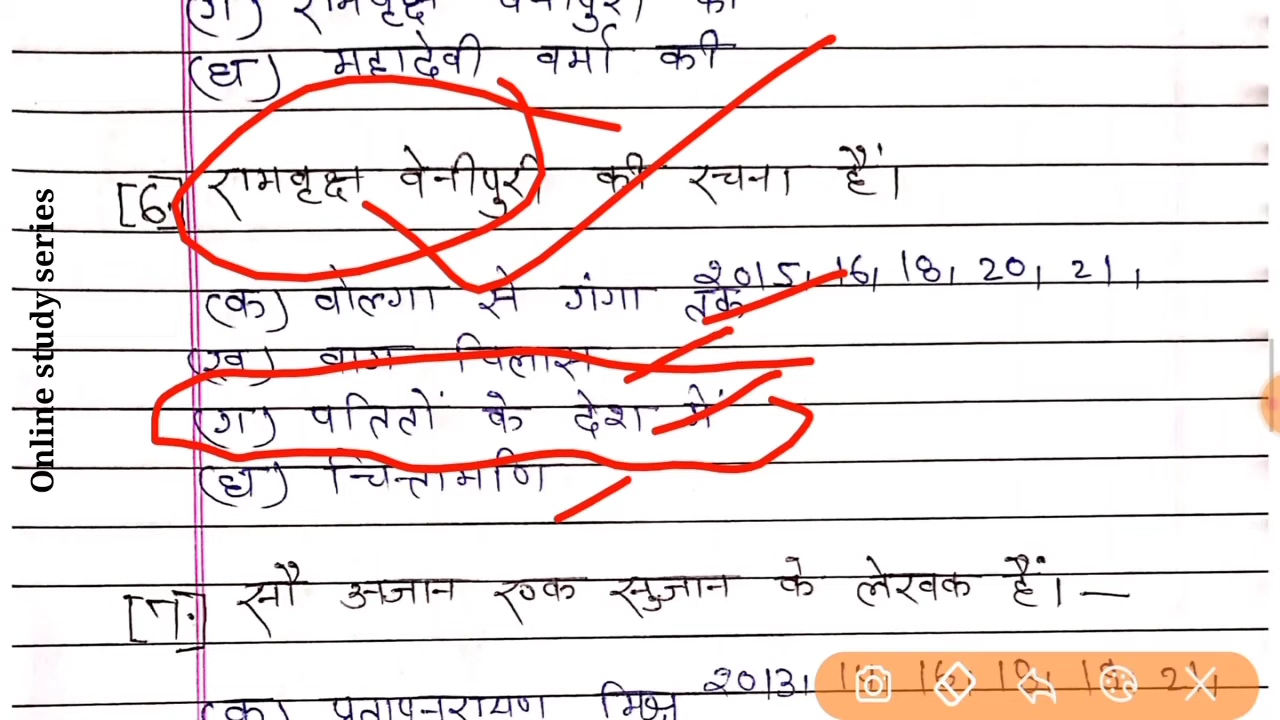 (ग) रामवृक्ष बेनीपुरी की
(घ) महादेवी वर्मा की
[6.] रामवृक्ष वेनीपुरी की रचना हैं।
2015, 16, 18, 20, 21,
(क) वोल्गा से गंगा तक
(ख) वाग विलास
(ग) पतितों के देश में
(घ) चिन्तामणि
[7.] सौ अजान एक सुजान के लेखक हैं। —
2013, 21,
(क) प्रतापनारायण मिश्र
Online study series